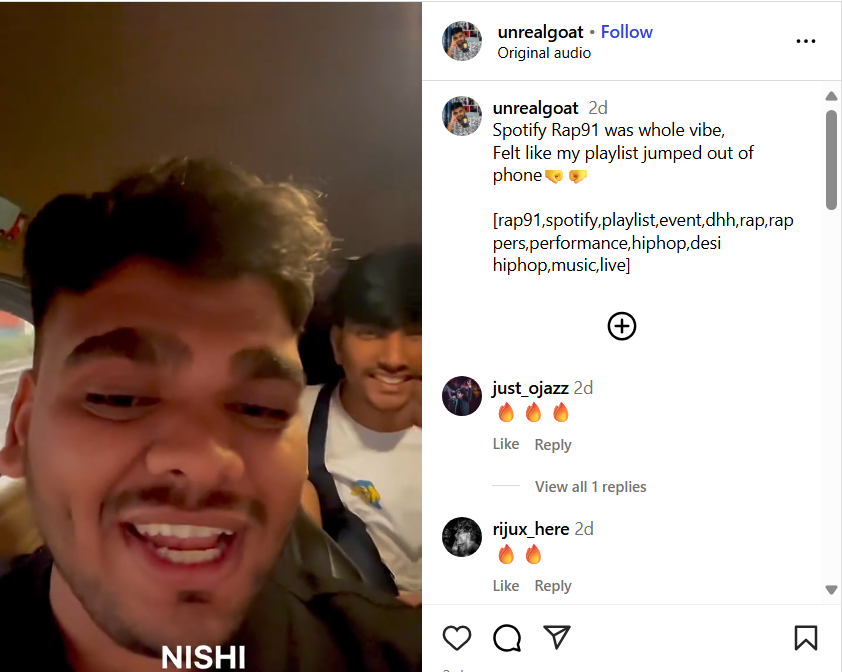 unrealgoat • Follow
Original audio
unrealgoat 2d
Spotify Rap91 was whole vibe,
Felt like my playlist jumped out of
phone🤜🤛
[rap91,spotify,playlist,event,dhh,rap,rap
pers,performance,hiphop,desi
hiphop,music,live]
just_ojazz 2d
🔥 🔥 🔥
Like Reply
View all 1 replies
rijux_here 2d
🔥 🔥
Like Reply
NISHI